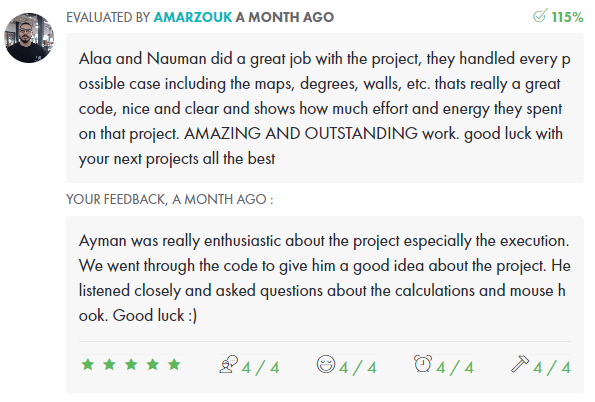 EVALUATED BY AMARZOUK A MONTH AGO 115%
Alaa and Nauman did a great job with the project, they handled every p
ossible case including the maps, degrees, walls, etc. thats really a great
code, nice and clear and shows how much effort and energy they spent
on that project. AMAZING AND OUTSTANDING work. good luck with
your next projects all the best
YOUR FEEDBACK, A MONTH AGO :
Ayman was really enthusiastic about the project especially the execution.
We went through the code to give him a good idea about the project. He
listened closely and asked questions about the calculations and mouse h
ook. Good luck :)
4 / 4 4 / 4 4 / 4 4 / 4